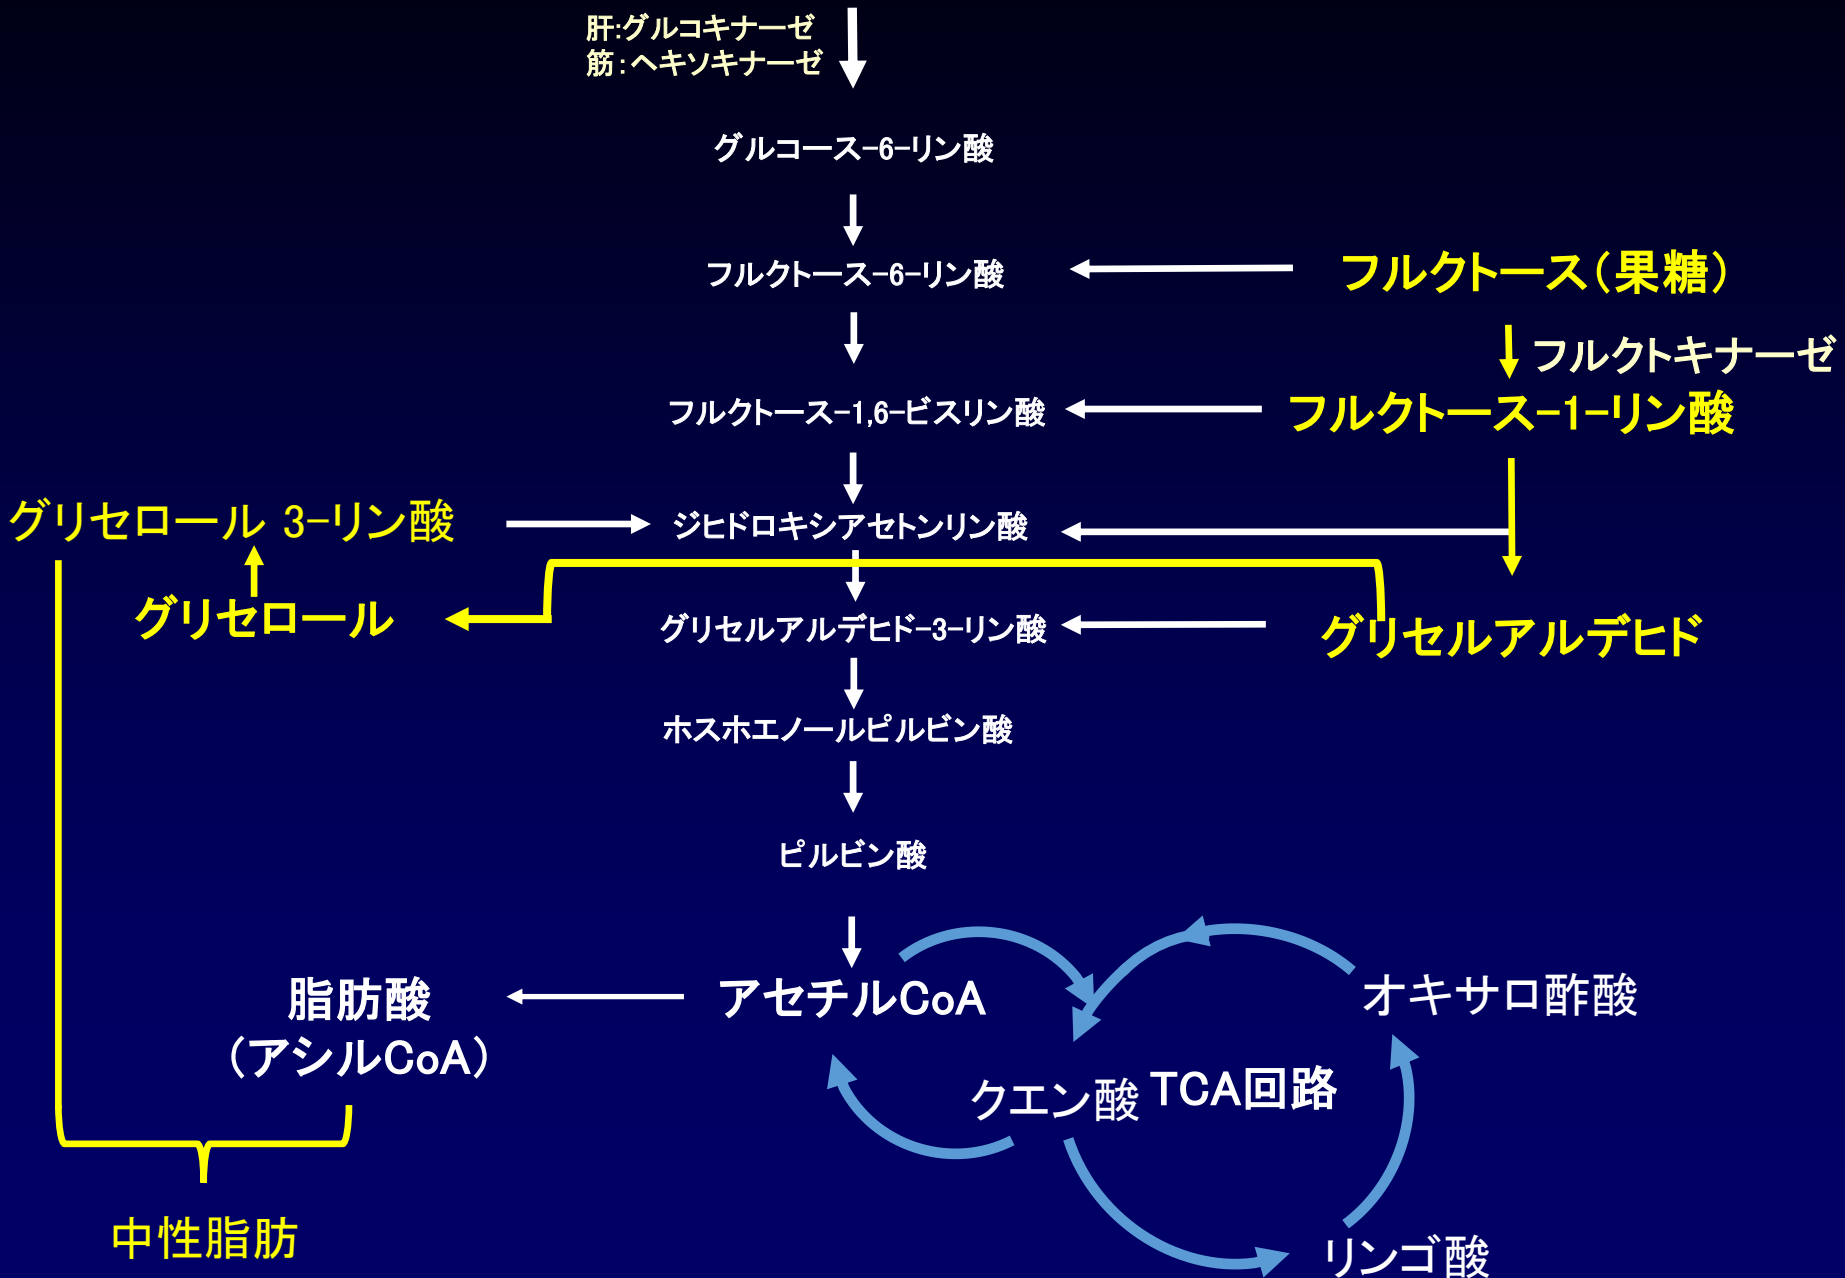 肝:グルコキナーゼ
筋:ヘキソキナーゼ
グルコース-6-リン酸
フルクトース-6-リン酸
フルクトース(果糖)
フルクトキナーゼ
フルクトース-1,6-ビスリン酸
フルクトース-1-リン酸
グリセロール 3-リン酸
ジヒドロキシアセトンリン酸
グリセロール
グリセルアルデヒド-3-リン酸
グリセルアルデヒド
ホスホエノールピルビン酸
ピルビン酸
脂肪酸
(アシルCoA)
アセチルCoA
オキサロ酢酸
クエン酸
TCA回路
中性脂肪
リンゴ酸